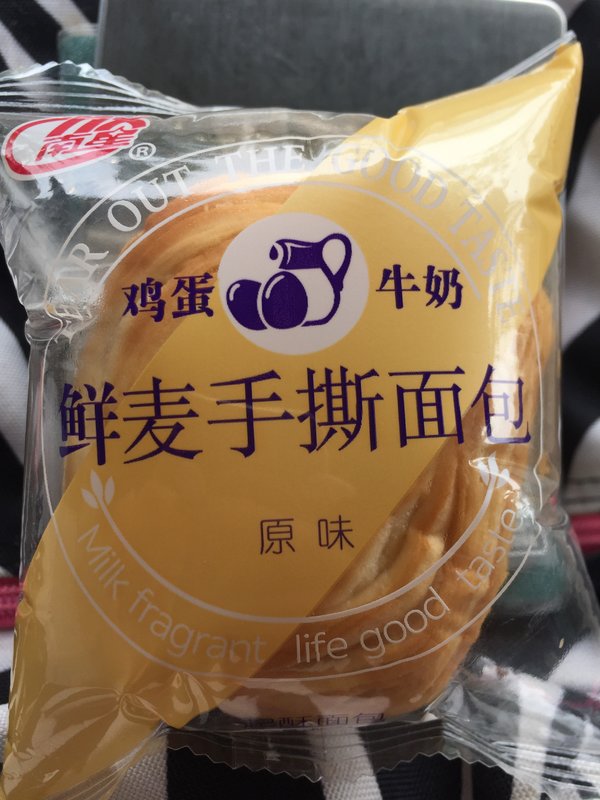 ®
OUT THE GOOD TASTE
鸡蛋 牛奶
鲜麦手撕面包
原味
Milk fragrant life good taste